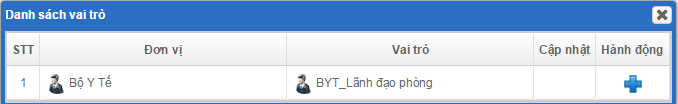 Danh sách vai trò
STT Đơn vị Vai trò Cập nhật Hành động
1 Bộ Y Tế BYT_Lãnh đạo phòng